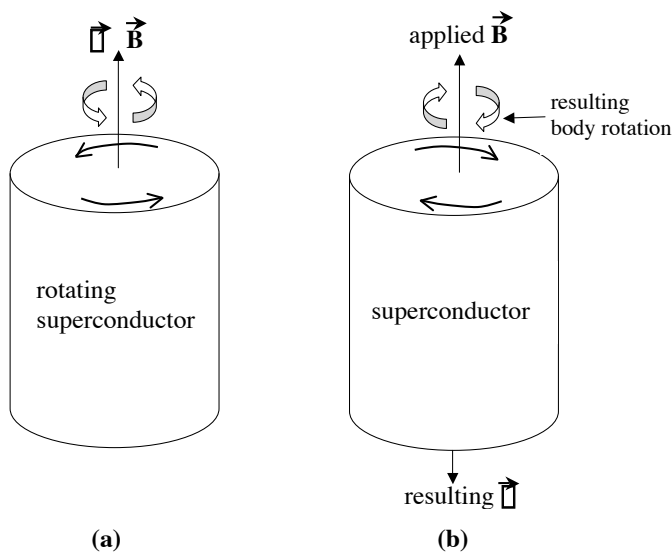 B
applied B
resulting
body rotation
rotating
superconductor
superconductor
resulting
(a)
(b)